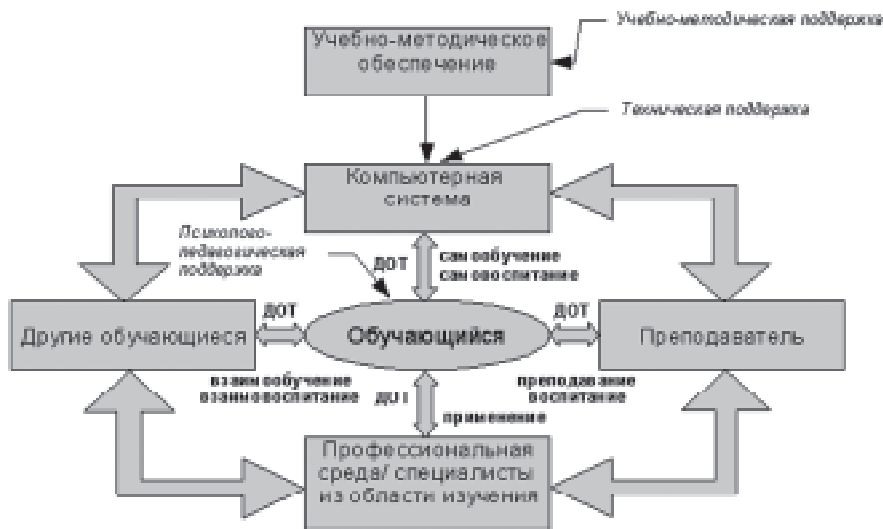 Учебно-методическое
обеспечение
Учебно-методическая поддержка
Техническая поддержка
Компьютерная
система
Психолого-
педагогическая
поддержка
ДОТ
самообучение
самовоспитание
Другие обучающиеся
ДОТ
Обучающийся
ДОТ
Преподаватель
взаимообучение
взаимовоспитание
ДОТ
применение
преподавание
воспитание
Профессиональная
среда/ специалисты
из области изучения